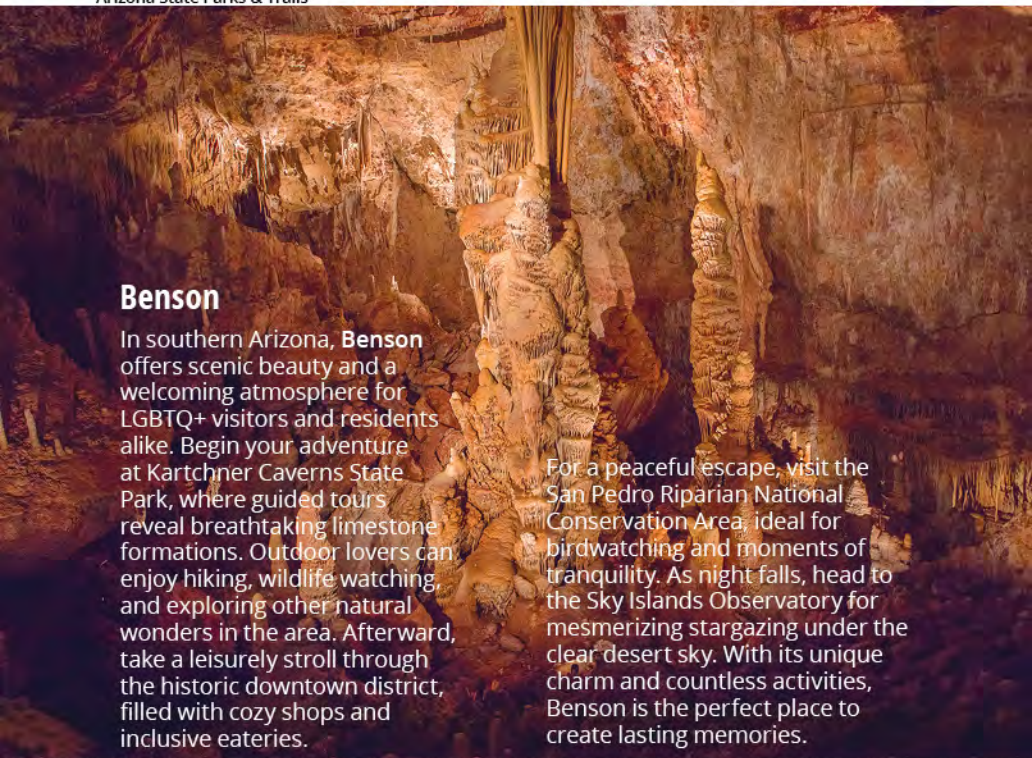 Arizona State Parks & Trails
Benson
In southern Arizona, Benson
offers scenic beauty and a
welcoming atmosphere for
LGBTQ+ visitors and residents
alike. Begin your adventure
at Kartchner Caverns State
Park, where guided tours
reveal breathtaking limestone
formations. Outdoor lovers can
enjoy hiking, wildlife watching,
and exploring other natural
wonders in the area. Afterward,
take a leisurely stroll through
the historic downtown district,
filled with cozy shops and
inclusive eateries.
For a peaceful escape, visit the
San Pedro Riparian National
Conservation Area, ideal for
birdwatching and moments of
tranquility. As night falls, head to
the Sky Islands Observatory for
mesmerizing stargazing under the
clear desert sky. With its unique
charm and countless activities,
Benson is the perfect place to
create lasting memories.